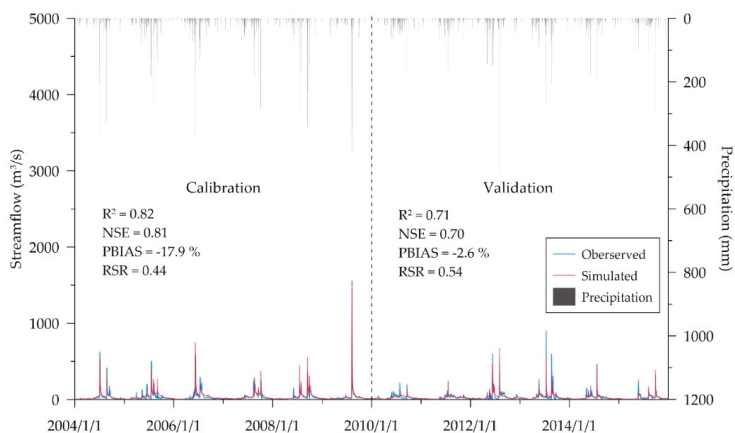 5000
4000
3000
2000
1000
0
Streamflow (m³/s)
0
200
400
600
800
1000
1200
Precipitation (mm)
Calibration
R² = 0.82
NSE = 0.81
PBIAS = -17.9 %
RSR = 0.44
Validation
R² = 0.71
NSE = 0.70
PBIAS = -2.6 %
RSR = 0.54
Oberserved
Simulated
Precipitation
2004/1/1 2006/1/1 2008/1/1 2010/1/1 2012/1/1 2014/1/1